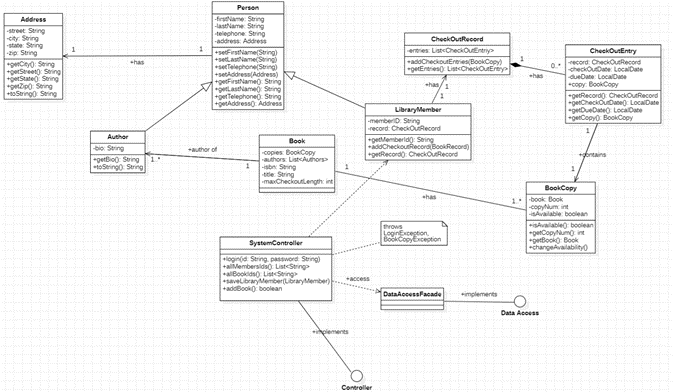 Address
-street: String
-city: String
-state: String
-zip: String
+getCity(): String
+getStreet(): String
+getState(): String
+getZip(): String
+toString(): String
1
+has
1
Person
-firstName: String
-lastName: String
-telephone: String
-address: Address
+setFirstName(String)
+setLastName(String)
+setTelephone(String)
+setAddress(Address)
+getFirstName(): String
+getLastName(): String
+getTelephone(): String
+getAddress(): Address
CheckOutRecord
-entries: List<CheckOutEntriy>
+addCheckoutEntries(BookCopy)
+getEntries(): List<CheckOutEntry>
1
+has
0..*
CheckOutEntry
-record: CheckOutRecord
-checkOutDate: LocalDate
-dueDate: LocalDate
+copy: BookCopy
+getRecord(): CheckOutRecord
+getCheckOutDate(): LocalDate
+getDueDate(): LocalDate
+getCopy(): BookCopy
1
+has
1
LibraryMember
-memberID: String
-record: CheckOutRecord
+getMemberId(): String
+addCheckoutRecord(BookRecord)
+getRecord(): CheckOutRecord
1
+contains
1
Author
-bio: String
+getBio(): String
+toString(): String
1..*
+author of
1
Book
-copies: BookCopy
-authors: List<Authors>
-isbn: String
-title: String
-maxCheckoutLength: int
1
+has
1..*
BookCopy
-book: Book
-copyNum: int
-isAvailable: boolean
+isAvailable(): boolean
+getCopyNum(): int
+getBook(): Book
+changeAvailability()
SystemController
+login(id: String, password: String)
+allMembersIds(): List<String>
+allBookIds(): List<String>
+saveLibraryMember(LibraryMember)
+addBook(): boolean
throws
LoginException,
BookCopyException
+access
DataAccessFacade
+implements
Data Access
+implements
Controller